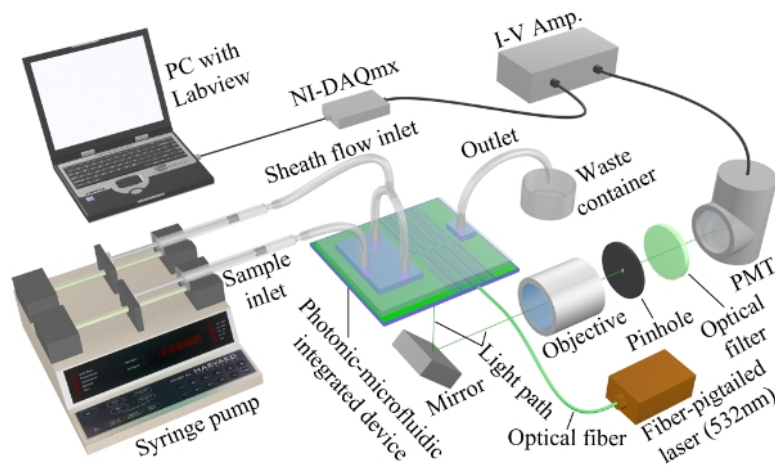 I-V Amp.
PC with
Labview
NI-DAQmx
Sheath flow inlet
Outlet
Waste
container
Sample
inlet
PMT
Optical
filter
Pinhole
Objective
Photonic-microfluidic
integrated device
Light path
Mirror
HARVARD
Syringe pump
Optical fiber
Fiber-pigtailed
laser (532nm)